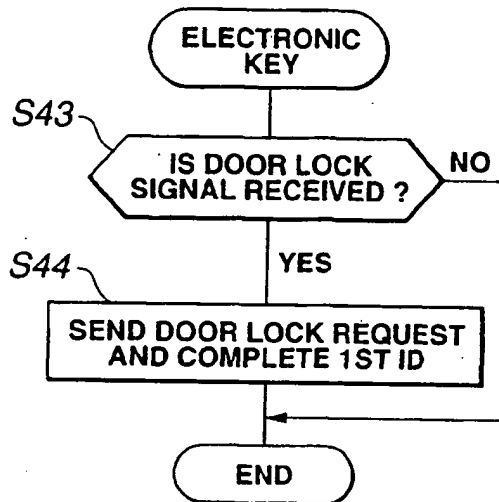 ELECTRONIC
KEY
S43
IS DOOR LOCK
SIGNAL RECEIVED ?
NO
YES
S44
SEND DOOR LOCK REQUEST
AND COMPLETE 1ST ID
END